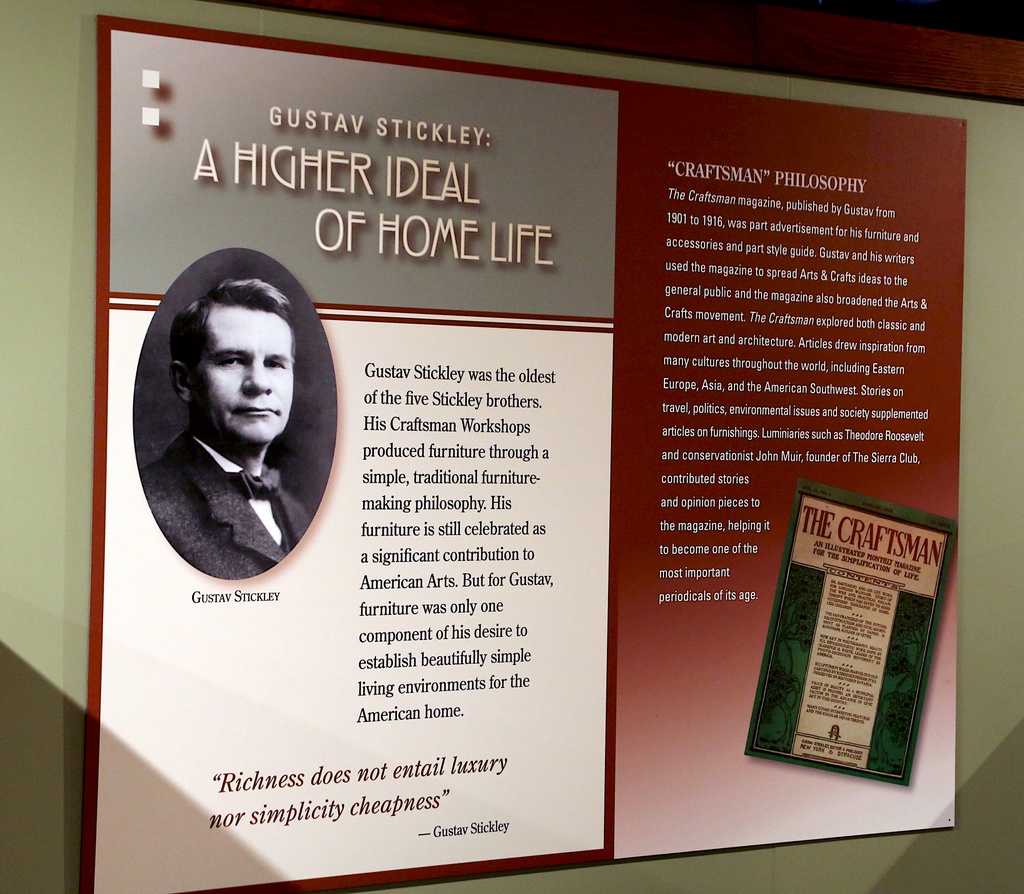 GUSTAV STICKLEY:
A HIGHER IDEAL
OF HOME LIFE
GUSTAV STICKLEY
Gustav Stickley was the oldest
of the five Stickley brothers.
His Craftsman Workshops
produced furniture through a
simple, traditional furniture-
making philosophy. His
furniture is still celebrated as
a significant contribution to
American Arts. But for Gustav,
furniture was only one
component of his desire to
establish beautifully simple
living environments for the
American home.
“Richness does not entail luxury
nor simplicity cheapness”
— Gustav Stickley
“CRAFTSMAN” PHILOSOPHY
The Craftsman magazine, published by Gustav from
1901 to 1916, was part advertisement for his furniture and
accessories and part style guide. Gustav and his writers
used the magazine to spread Arts & Crafts ideas to the
general public and the magazine also broadened the Arts &
Crafts movement. The Craftsman explored both classic and
modern art and architecture. Articles drew inspiration from
many cultures throughout the world, including Eastern
Europe, Asia, and the American Southwest. Stories on
travel, politics, environmental issues and society supplemented
articles on furnishings. Luminiaries such as Theodore Roosevelt
and conservationist John Muir, founder of The Sierra Club,
contributed stories
and opinion pieces to
the magazine, helping it
to become one of the
most important
periodicals of its age.
THE CRAFTSMAN
AN ILLUSTRATED MONTHLY MAGAZINE
FOR THE SIMPLIFICATION OF LIFE
CONTENTS
NEW YORK & SYRACUSE